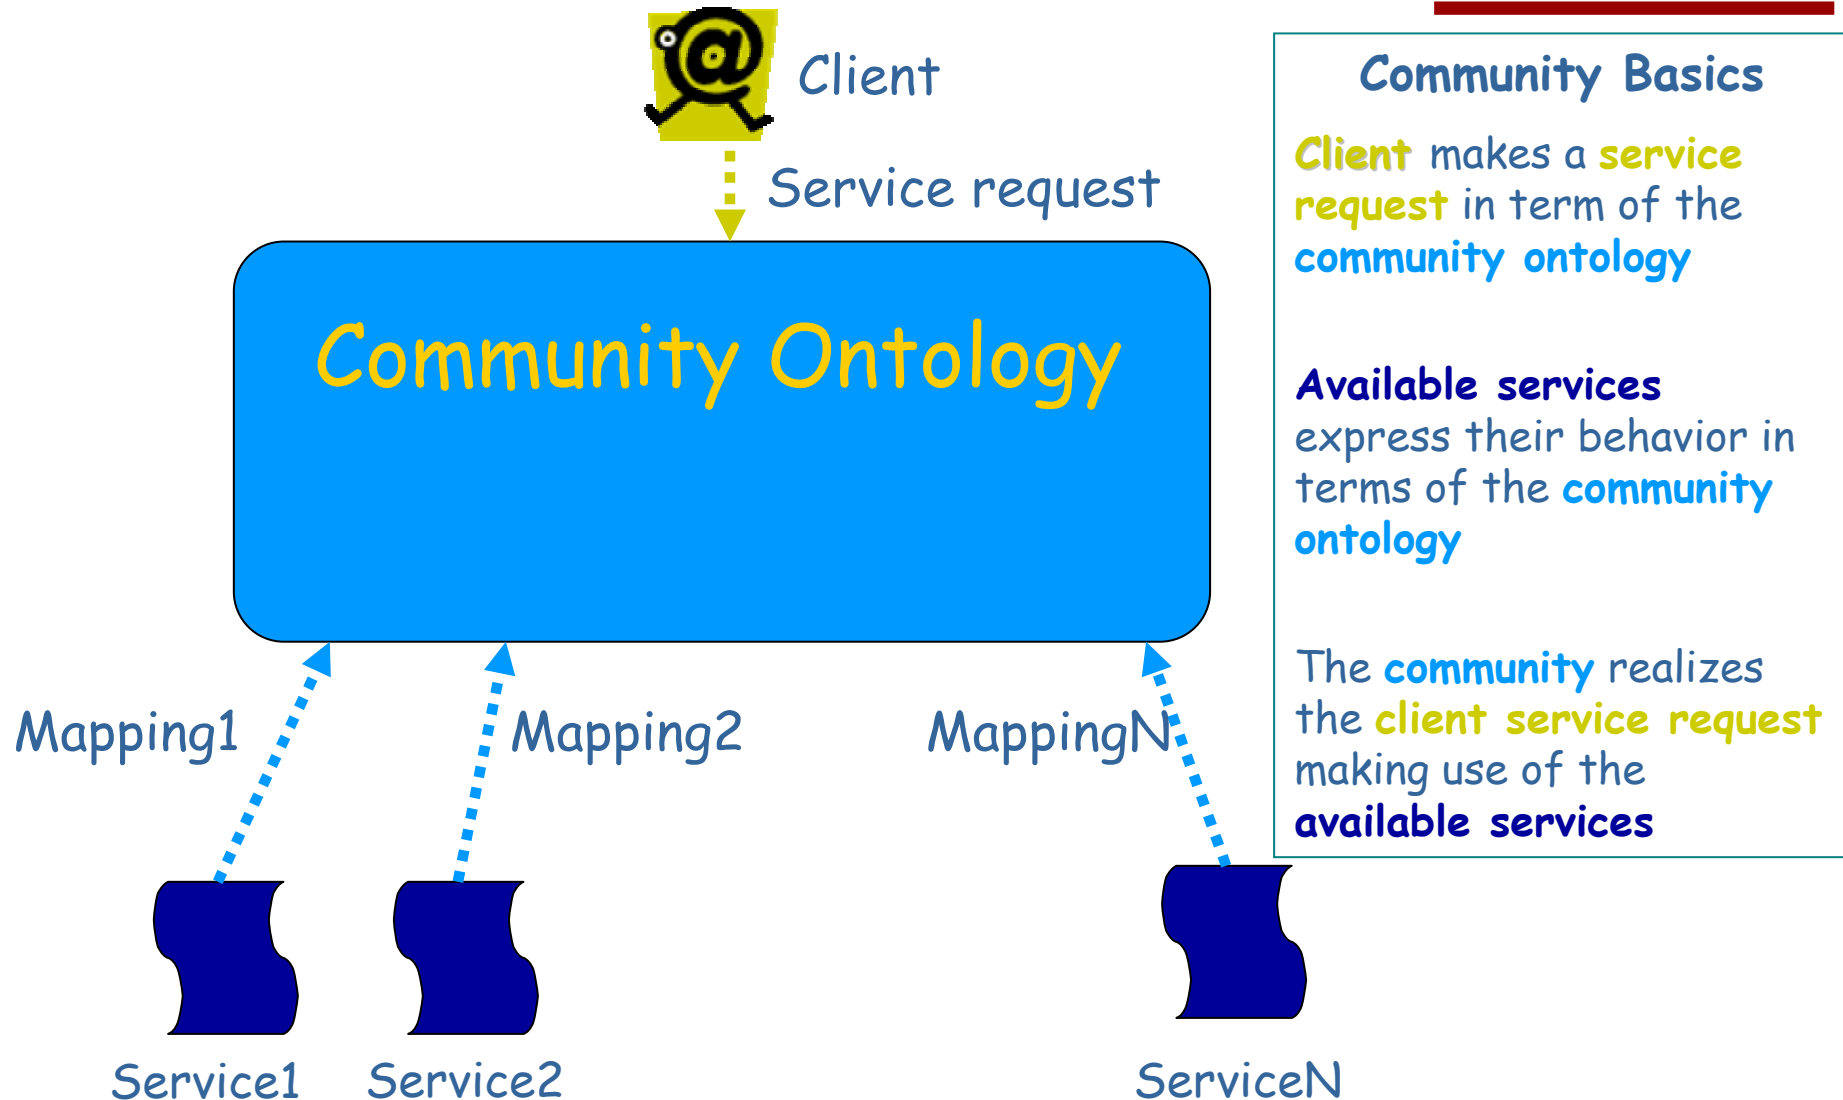 Client
Service request
Community Ontology
Mapping1
Mapping2
MappingN
Service1
Service2
ServiceN
Community Basics
Client makes a service
request in term of the
community ontology
Available services
express their behavior in
terms of the community
ontology
The community realizes
the client service request
making use of the
available services